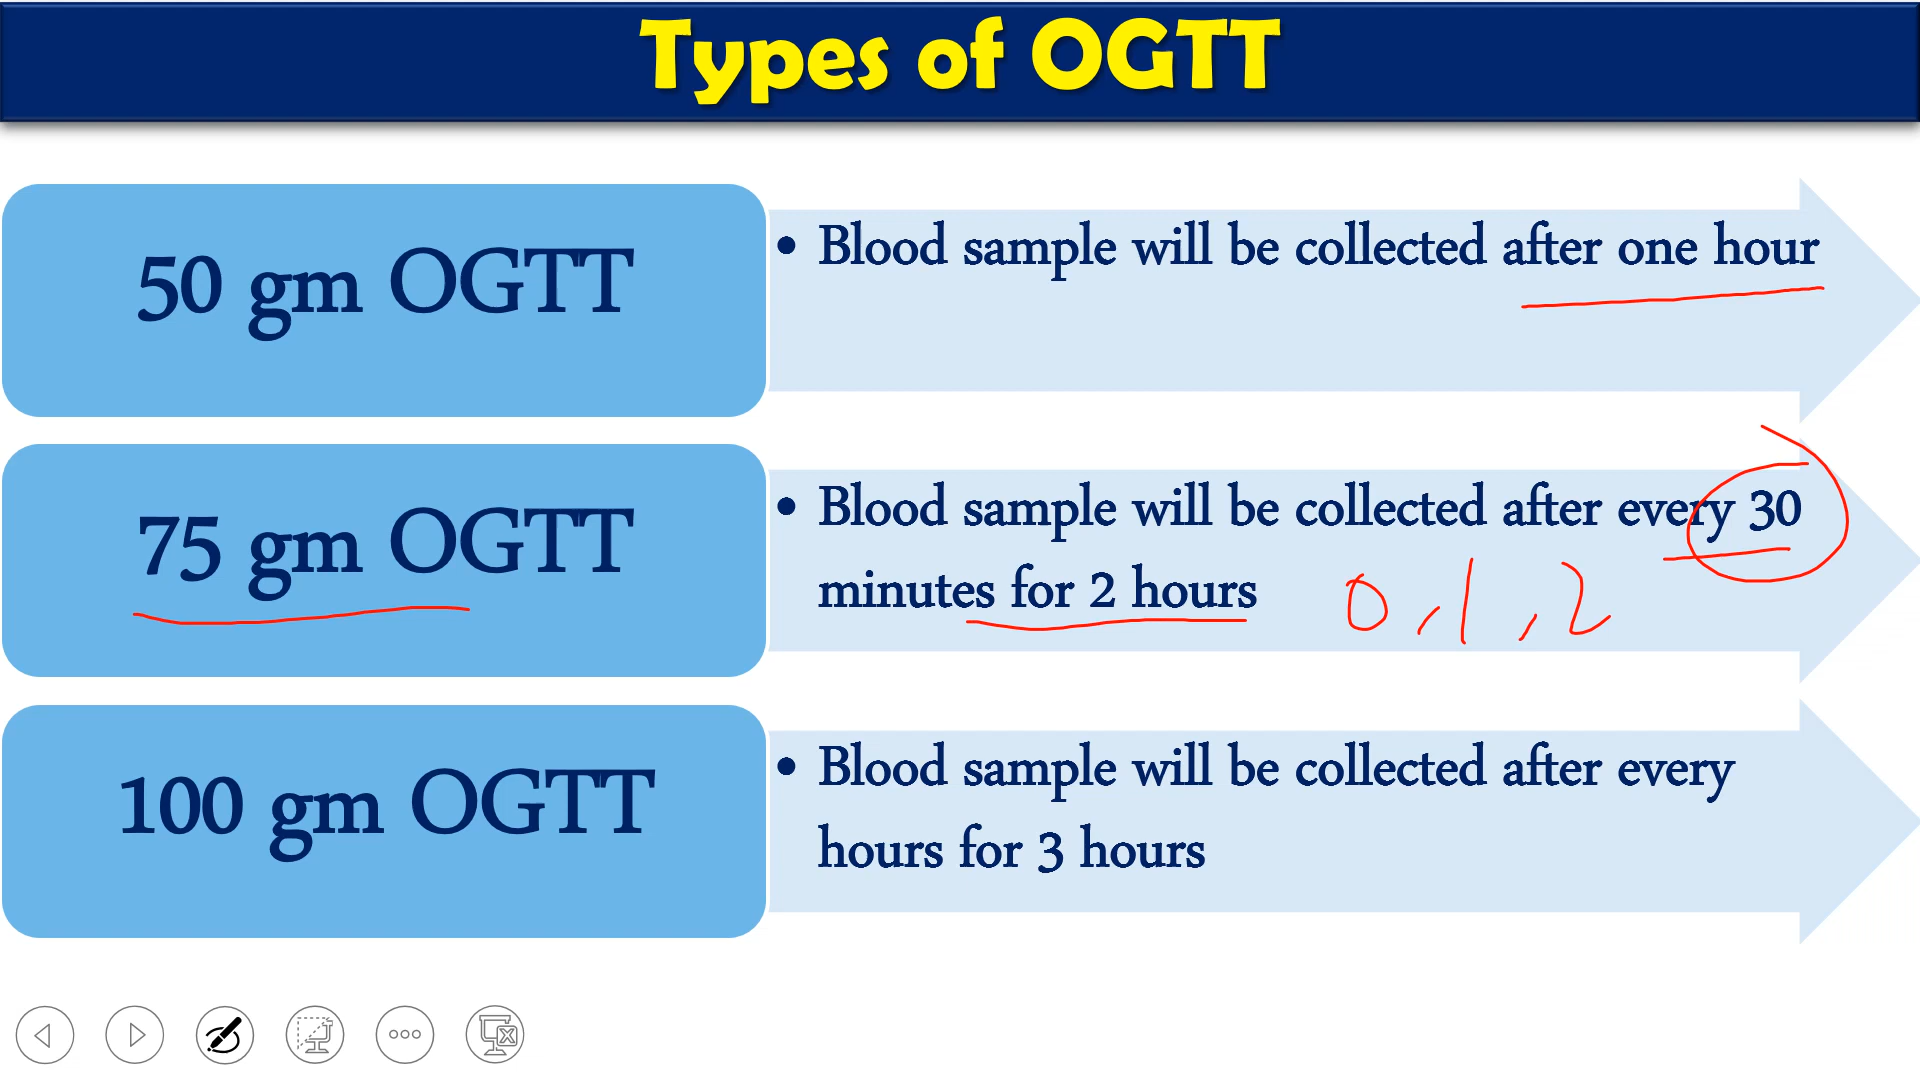 Types of OGTT
50 gm OGTT
• Blood sample will be collected after one hour
75 gm OGTT
• Blood sample will be collected after every 30
minutes for 2 hours
0,1,2
100 gm OGTT
• Blood sample will be collected after every
hours for 3 hours